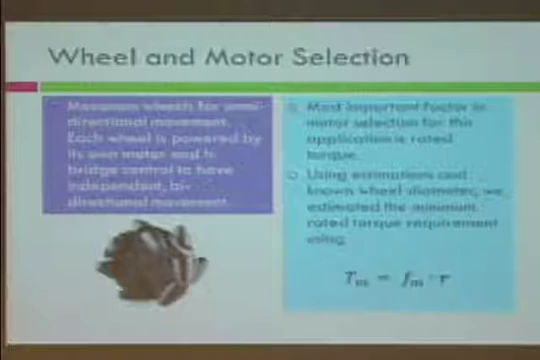 Wheel and Motor Selection
Mecanum wheels for omni-
directional movement.
Each wheel is powered by
its own motor and h-
bridge control to have
independent, bi-
directional movement.
Most important factor in
motor selection for this
application is rated
torque.
Using estimations and
known wheel diameter, we
estimated the minimum
rated torque requirement
using
Tm = fm · r